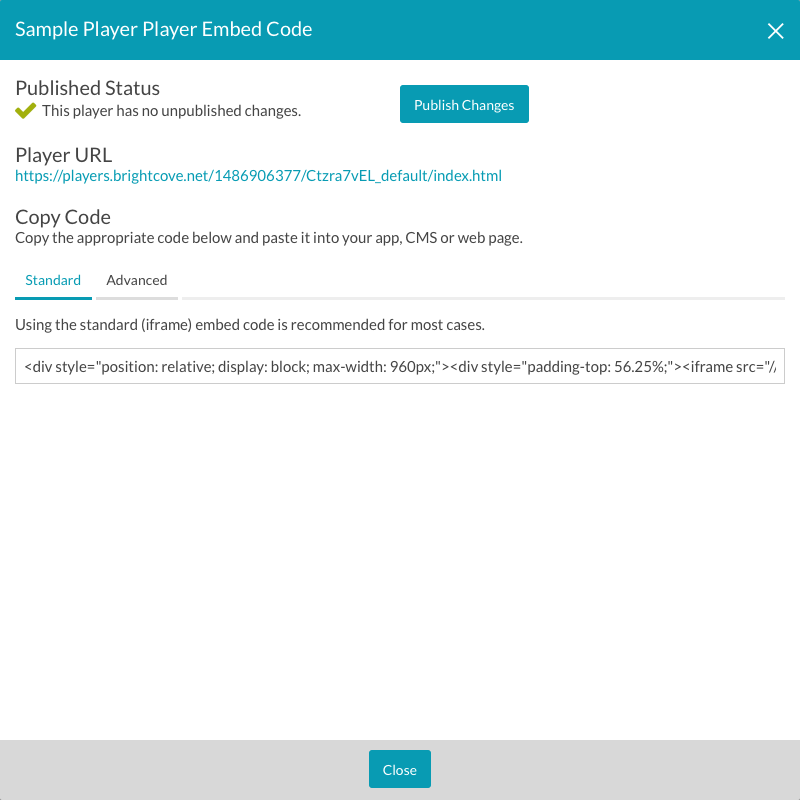 Sample Player Player Embed Code
Published Status
This player has no unpublished changes.
Publish Changes
Player URL
https://players.brightcove.net/1486906377/Ctzra7vEL_default/index.html
Copy Code
Copy the appropriate code below and paste it into your app, CMS or web page.
Standard Advanced
Using the standard (iframe) embed code is recommended for most cases.
<div style="position: relative; display: block; max-width: 960px;"><div style="padding-top: 56.25%;"><iframe src="//
Close